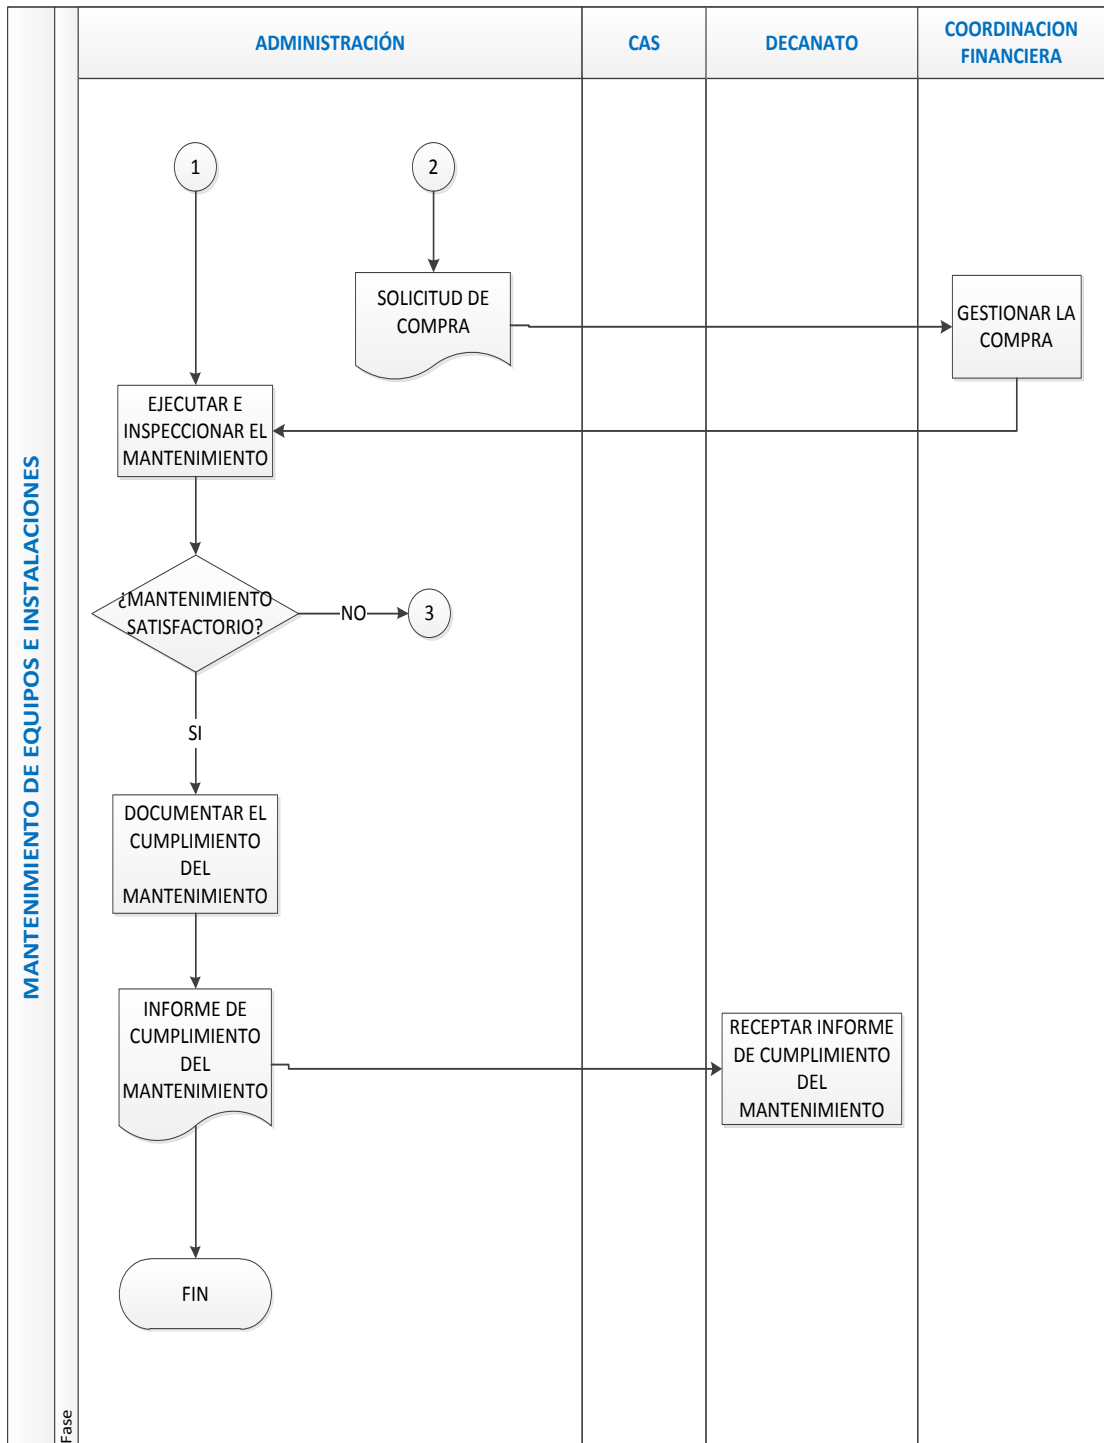 MANTENIMIENTO DE EQUIPOS E INSTALACIONES
Fase
ADMINISTRACIÓN
CAS
DECANATO
COORDINACION
FINANCIERA
1
2
SOLICITUD DE
COMPRA
GESTIONAR LA
COMPRA
EJECUTAR E
INSPECCIONAR EL
MANTENIMIENTO
¿MANTENIMIENTO
SATISFACTORIO?
NO
3
SI
DOCUMENTAR EL
CUMPLIMIENTO
DEL
MANTENIMIENTO
INFORME DE
CUMPLIMIENTO
DEL
MANTENIMIENTO
RECEPTAR INFORME
DE CUMPLIMIENTO
DEL
MANTENIMIENTO
FIN